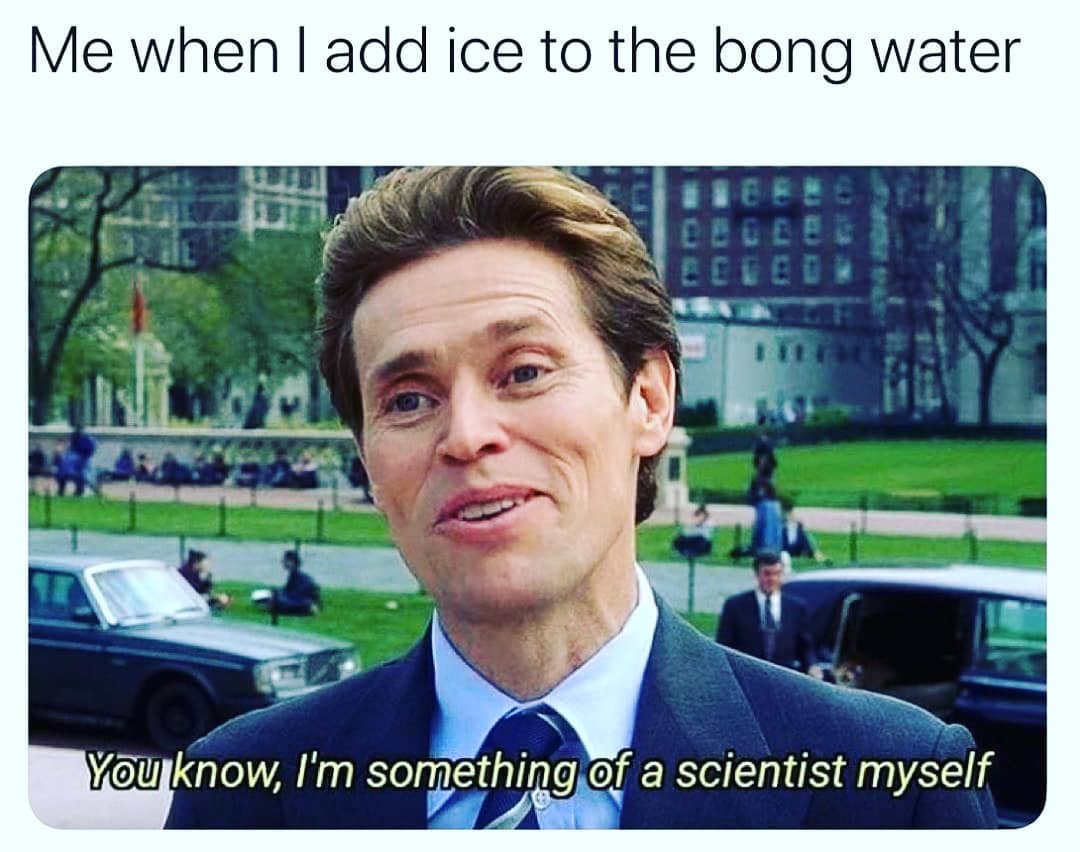 Me when I add ice to the bong water
You know, I'm something of a scientist myself